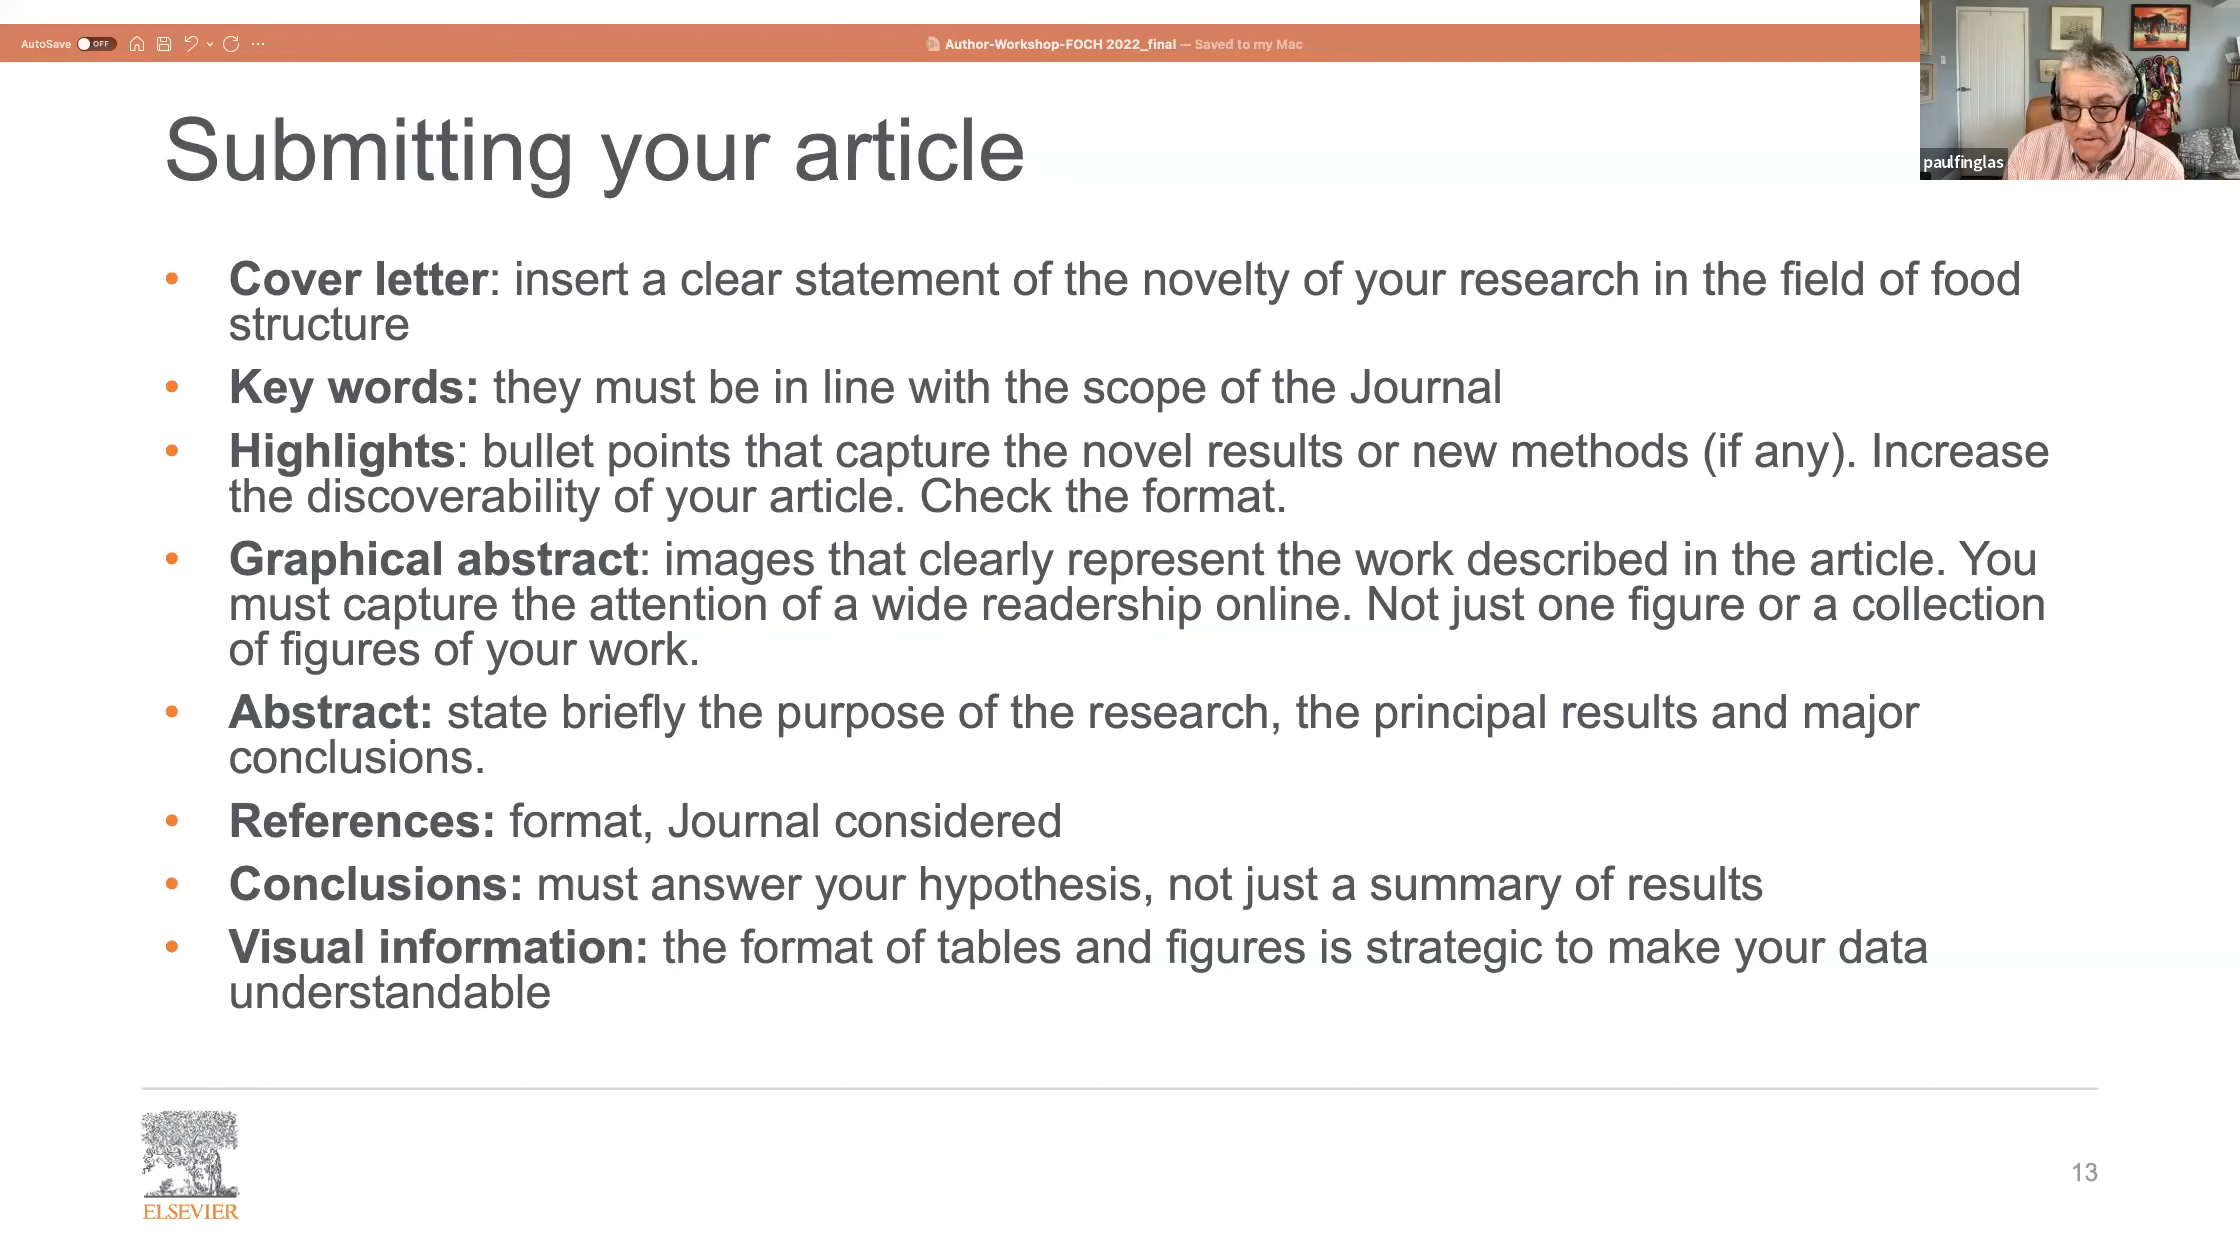 AutoSave OFF
Author-Workshop-FOCH 2022_final — Saved to my Mac
paulfinglas
Submitting your article
• Cover letter: insert a clear statement of the novelty of your research in the field of food
structure
• Key words: they must be in line with the scope of the Journal
• Highlights: bullet points that capture the novel results or new methods (if any). Increase
the discoverability of your article. Check the format.
• Graphical abstract: images that clearly represent the work described in the article. You
must capture the attention of a wide readership online. Not just one figure or a collection
of figures of your work.
• Abstract: state briefly the purpose of the research, the principal results and major
conclusions.
• References: format, Journal considered
• Conclusions: must answer your hypothesis, not just a summary of results
• Visual information: the format of tables and figures is strategic to make your data
understandable
ELSEVIER
13